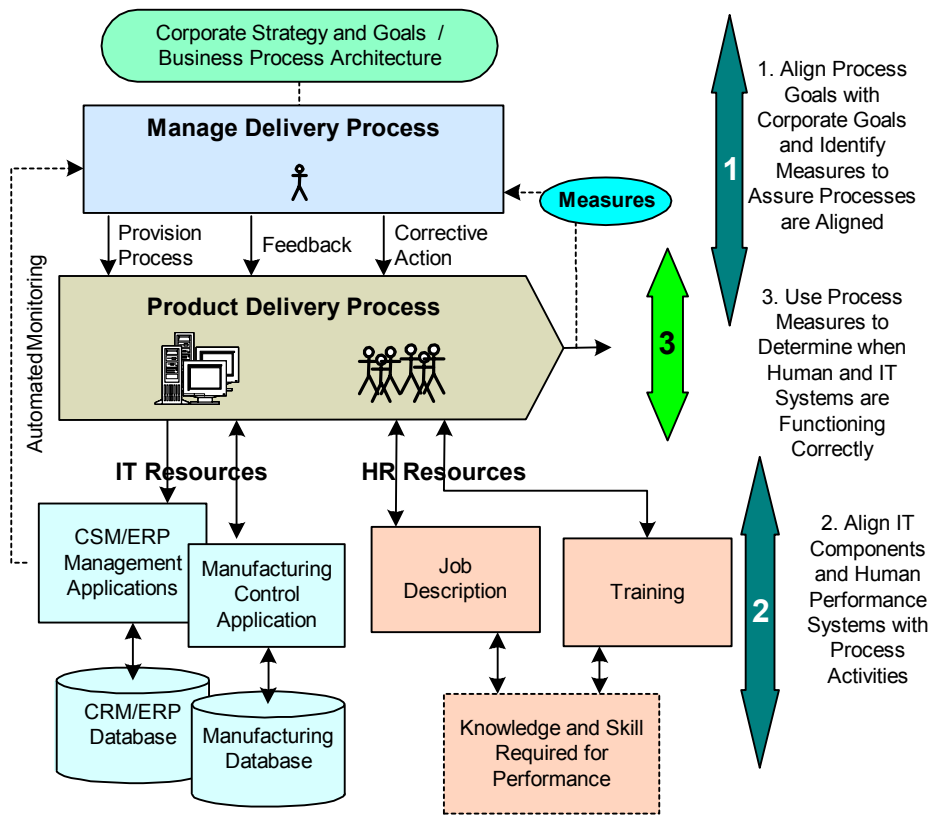 Corporate Strategy and Goals /
Business Process Architecture
Manage Delivery Process
Measures
Provision
Process
Feedback
Corrective
Action
Automated Monitoring
Product Delivery Process
IT Resources
HR Resources
CSM/ERP
Management
Applications
Manufacturing
Control
Application
Job
Description
Training
CRM/ERP
Database
Manufacturing
Database
Knowledge and Skill
Required for
Performance
1
1. Align Process
Goals with
Corporate Goals
and Identify
Measures to
Assure Processes
are Aligned
3
3. Use Process
Measures to
Determine when
Human and IT
Systems are
Functioning
Correctly
2
2. Align IT
Components
and Human
Performance
Systems with
Process
Activities